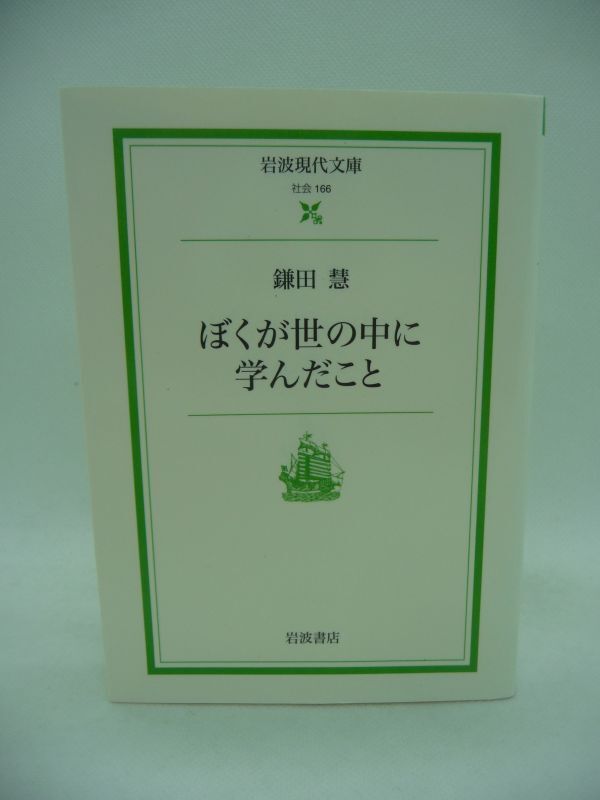 岩波現代文庫
社会 166
鎌田 慧
ぼくが世の中に
学んだこと
岩波書店